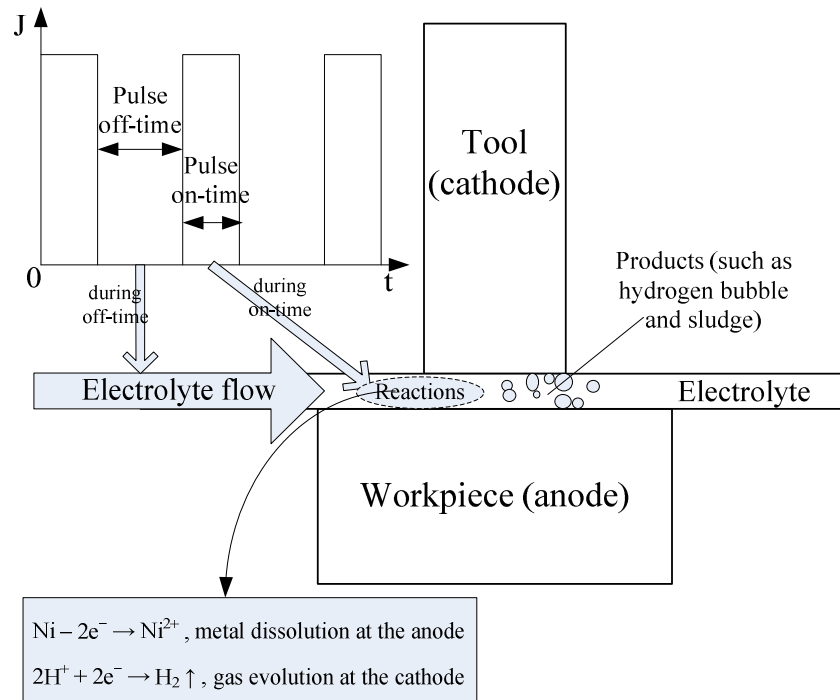 J
Pulse
off-time
Pulse
on-time
0
t
during
off-time
during
on-time
Tool
(cathode)
Products (such as
hydrogen bubble
and sludge)
Electrolyte flow
Reactions
Electrolyte
Workpiece (anode)
Ni − 2e⁻ → Ni²⁺ , metal dissolution at the anode
2H⁺ + 2e⁻ → H₂ ↑ , gas evolution at the cathode